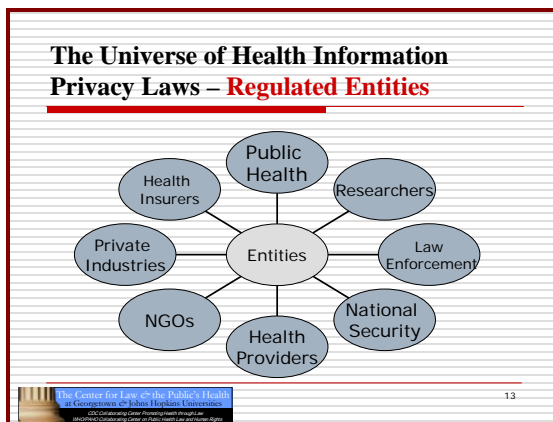 The Universe of Health Information
Privacy Laws – Regulated Entities
Public
Health
Health
Insurers
Researchers
Private
Industries
Entities
Law
Enforcement
NGOs
National
Security
Health
Providers
The Center for Law & the Public's Health
at Georgetown & Johns Hopkins Universities
CDC Collaborating Center Promoting Health through Law
WHO/PAHO Collaborating Center on Public Health Law and Human Rights
13